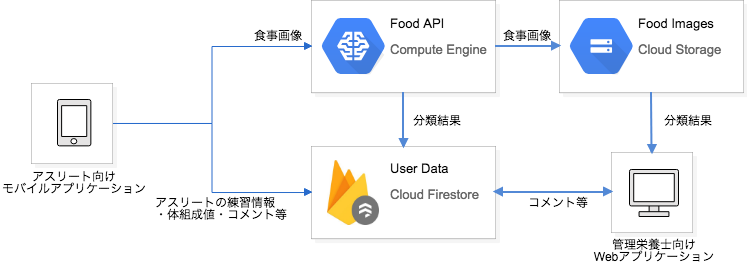 食事画像
Food API
Compute Engine
食事画像
Food Images
Cloud Storage
分類結果
分類結果
アスリート向け
モバイルアプリケーション
アスリートの練習情報
・体組成値・コメント等
User Data
Cloud Firestore
コメント等
管理栄養士向け
Webアプリケーション